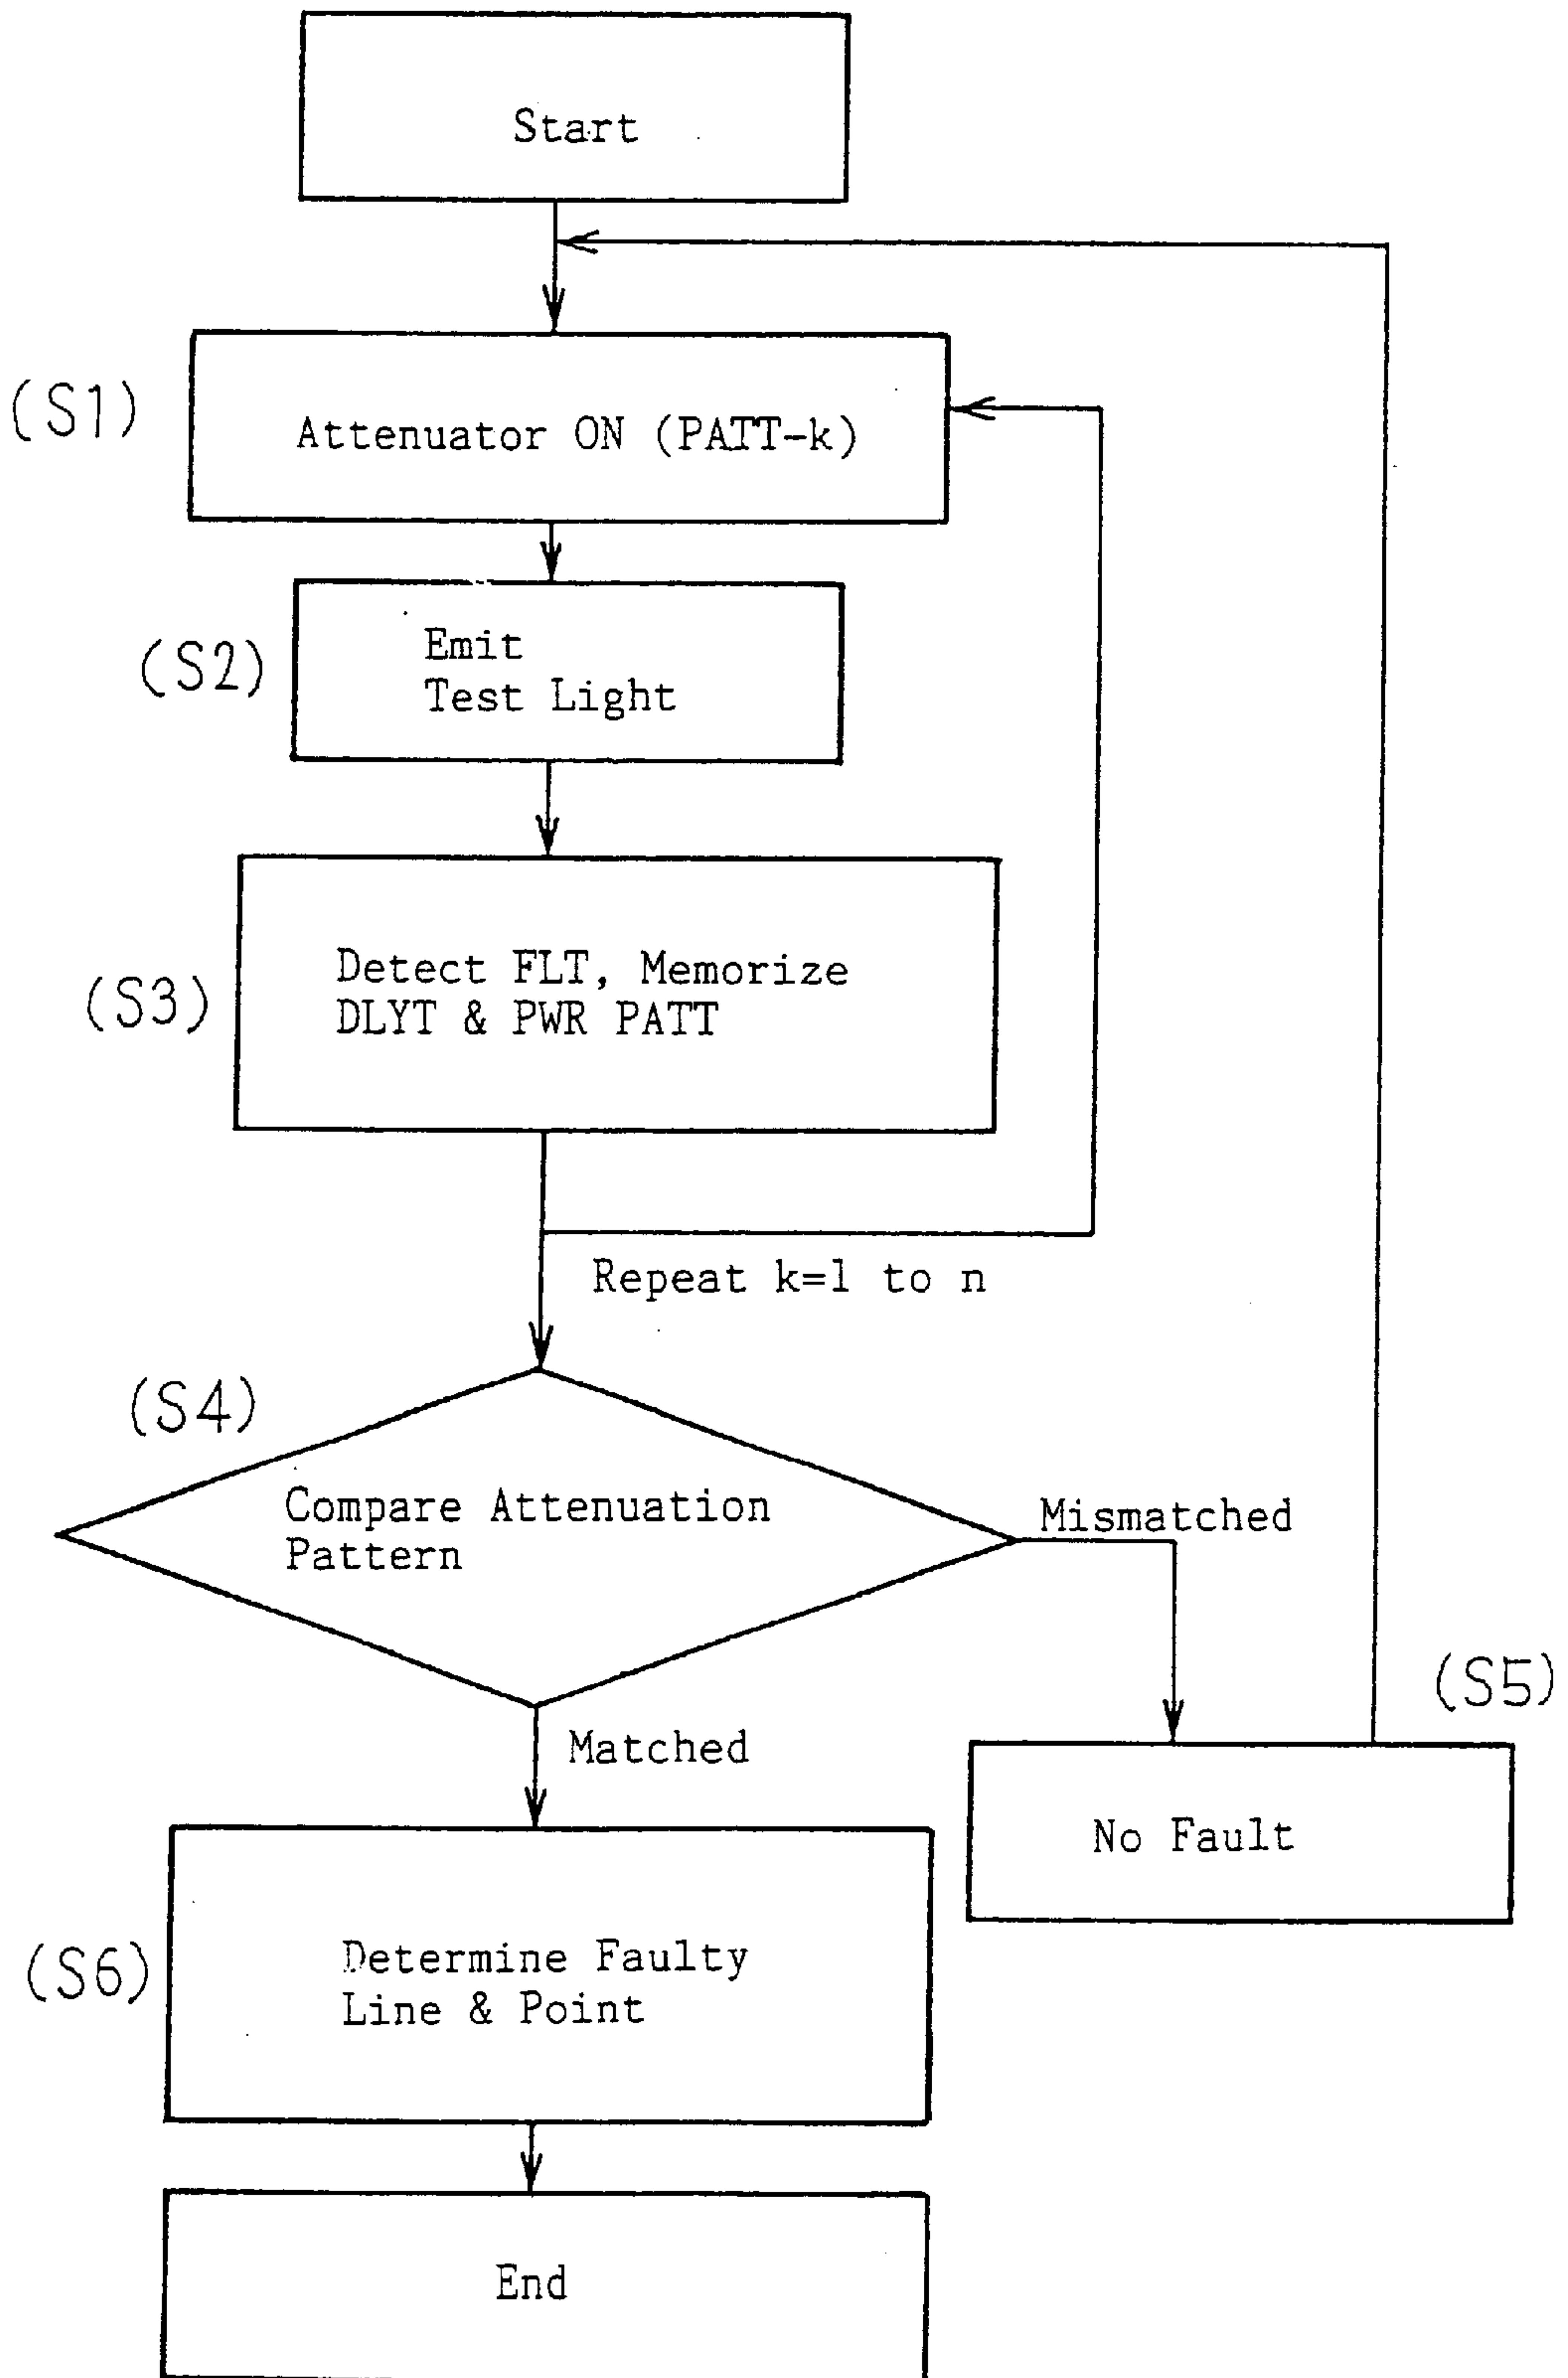 Start
(S1)
Attenuator ON (PATT-k)
(S2)
Emit
Test Light
(S3)
Detect FLT, Memorize
DLYT & PWR PATT
Repeat k=1 to n
(S4)
Compare Attenuation
Pattern
Mismatched
Matched
(S5)
No Fault
(S6)
Determine Faulty
Line & Point
End